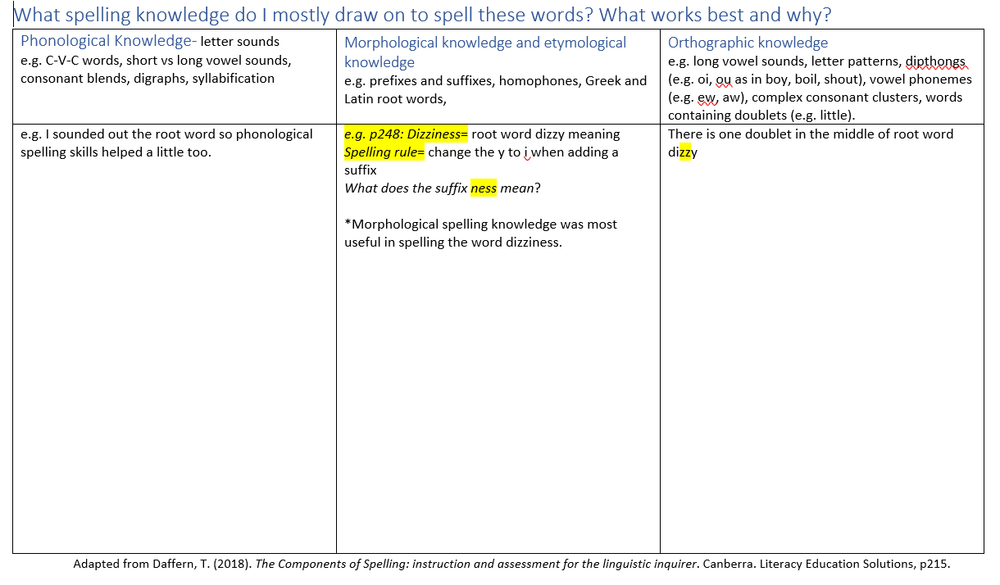 What spelling knowledge do I mostly draw on to spell these words? What works best and why?
Phonological Knowledge- letter sounds
e.g. C-V-C words, short vs long vowel sounds,
consonant blends, digraphs, syllabification
Morphological knowledge and etymological
knowledge
e.g. prefixes and suffixes, homophones, Greek and
Latin root words,
Orthographic knowledge
e.g. long vowel sounds, letter patterns, dipthongs
(e.g. oi, ou as in boy, boil, shout), vowel phonemes
(e.g. ew, aw), complex consonant clusters, words
containing doublets (e.g. little).
e.g. I sounded out the root word so phonological
spelling skills helped a little too.
e.g. p248: Dizziness= root word dizzy meaning
Spelling rule= change the y to i when adding a
suffix
What does the suffix ness mean?
*Morphological spelling knowledge was most
useful in spelling the word dizziness.
There is one doublet in the middle of root word
dizzy
Adapted from Daffern, T. (2018). The Components of Spelling: instruction and assessment for the linguistic inquirer. Canberra. Literacy Education Solutions, p215.